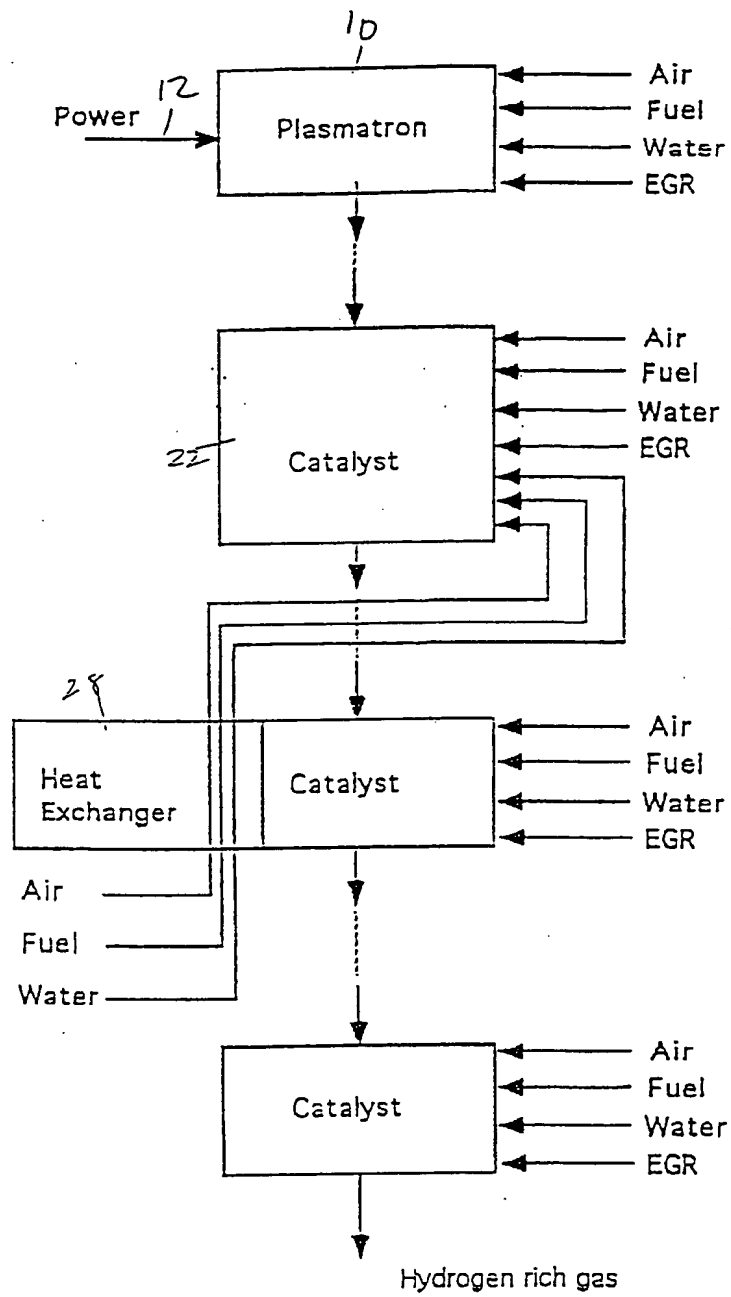 10
12
Power
Plasmatron
Air
Fuel
Water
EGR
22
Catalyst
Air
Fuel
Water
EGR
28
Heat
Exchanger
Catalyst
Air
Fuel
Water
EGR
Air
Fuel
Water
Catalyst
Air
Fuel
Water
EGR
Hydrogen rich gas